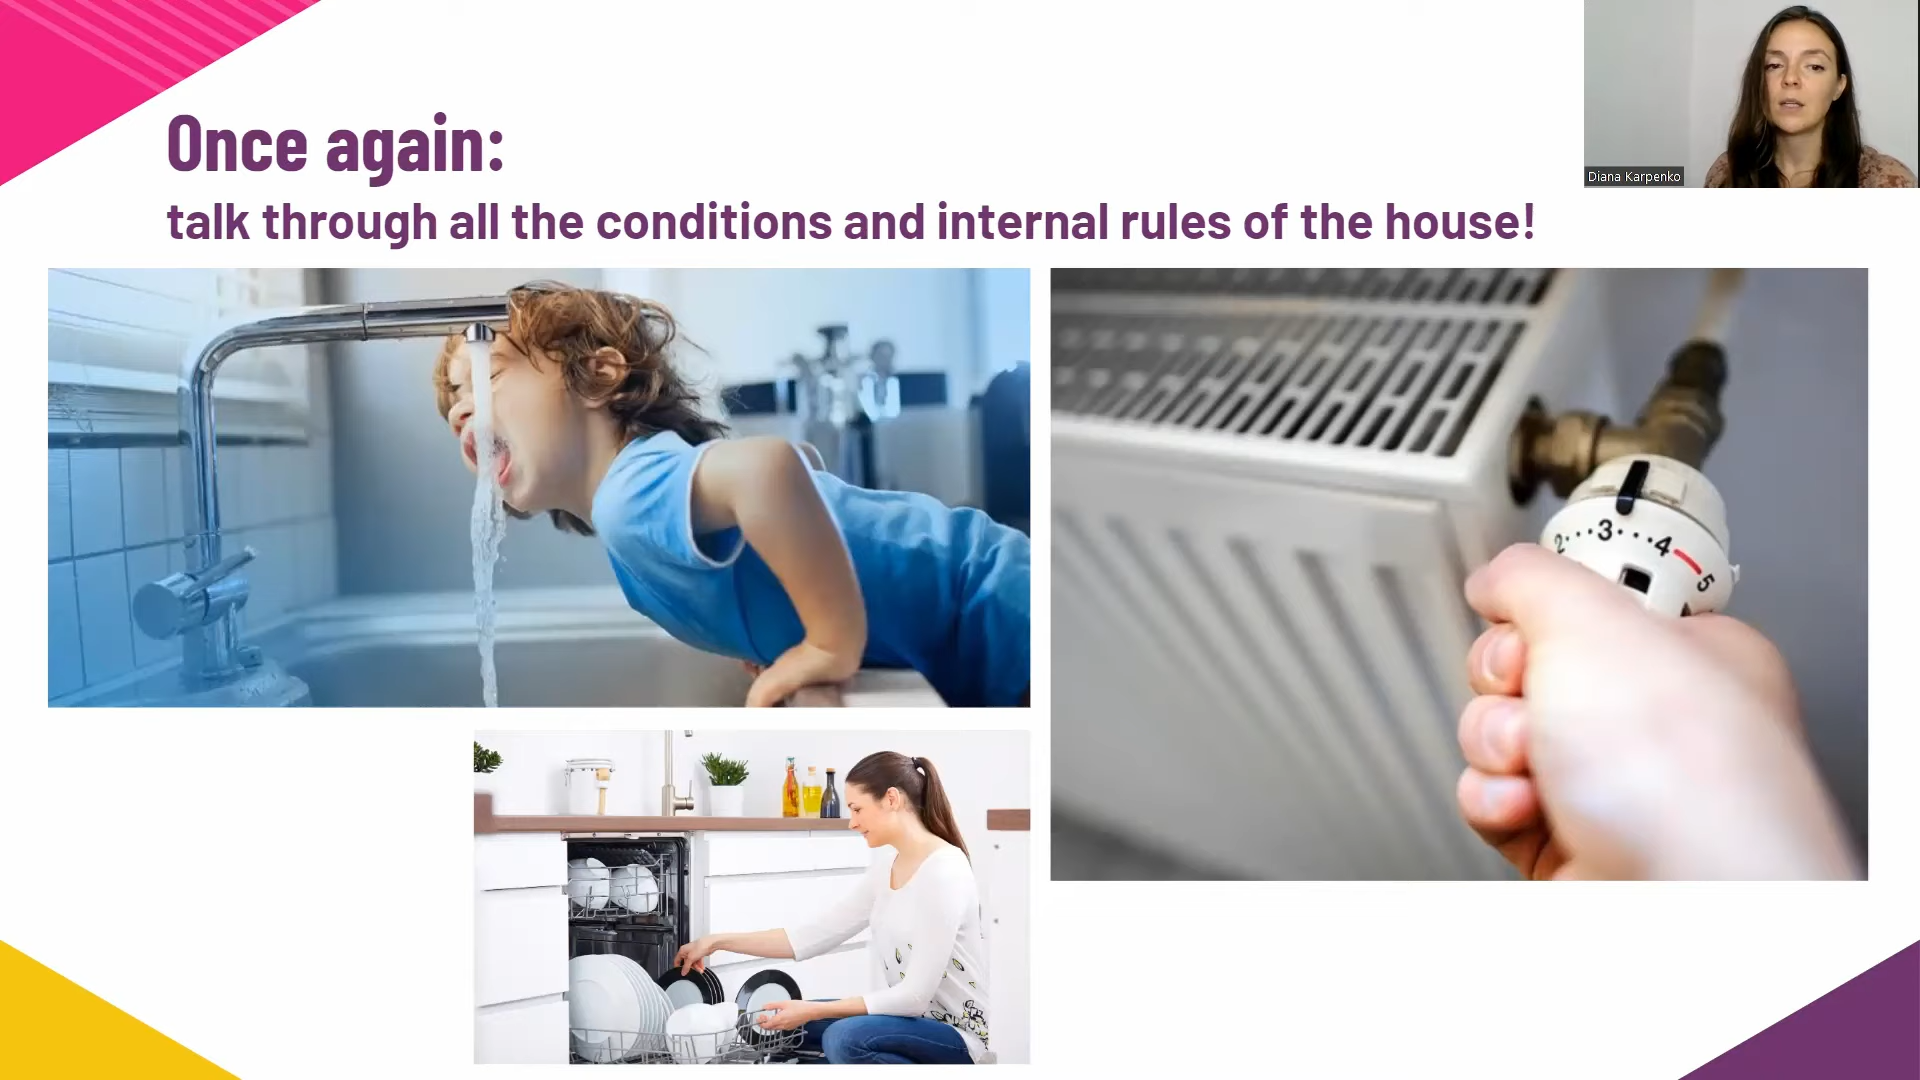 Once again:
talk through all the conditions and internal rules of the house!
Diana Karpenko
2 · · · 3 · · · 4 5